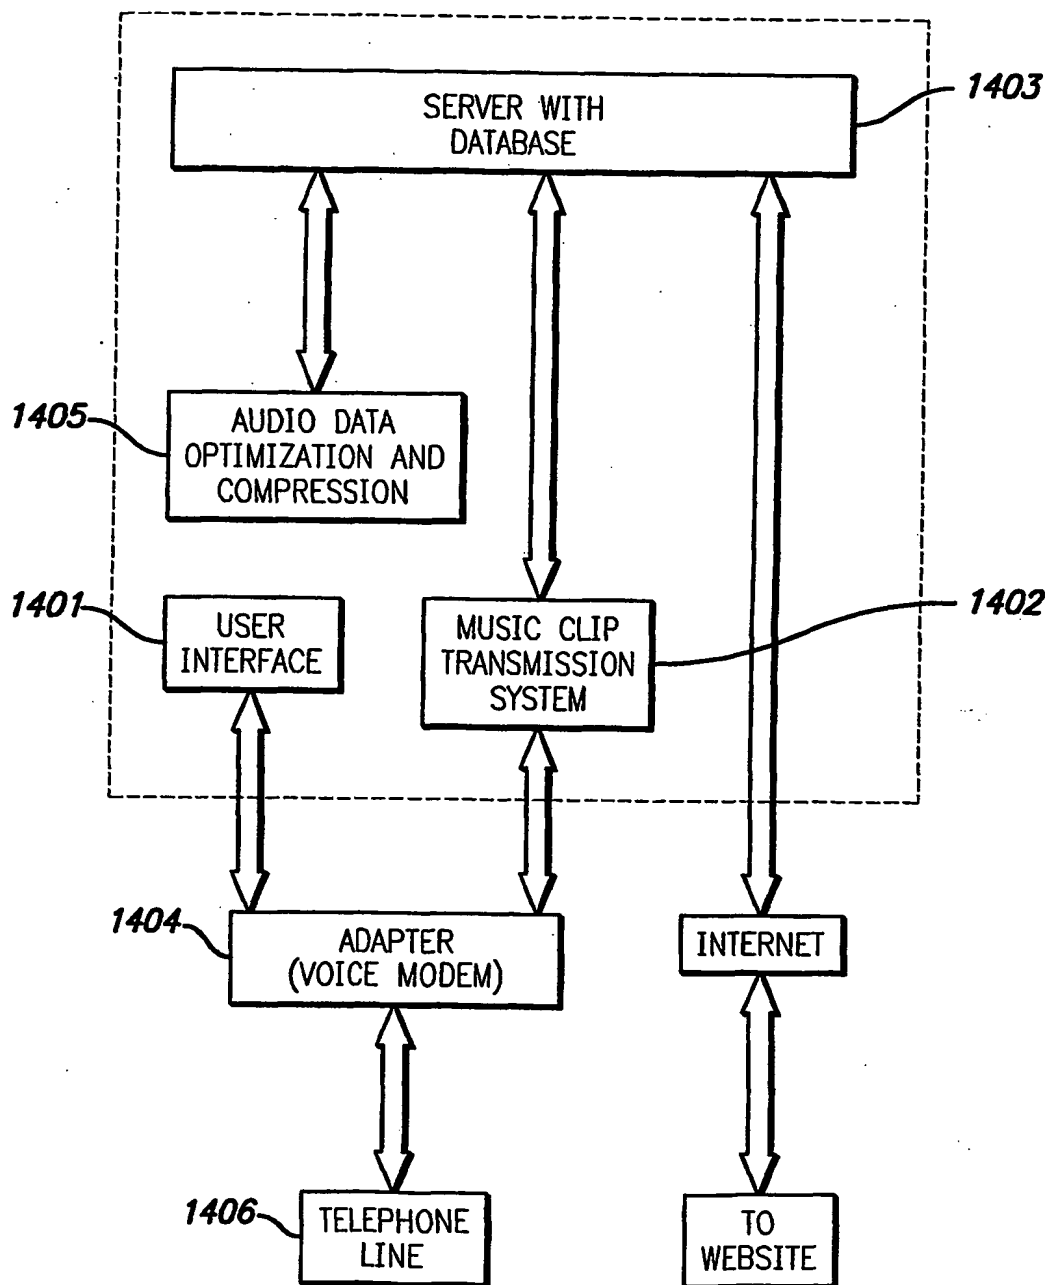 SERVER WITH
DATABASE
1403
1405
AUDIO DATA
OPTIMIZATION AND
COMPRESSION
1401
USER
INTERFACE
MUSIC CLIP
TRANSMISSION
SYSTEM
1402
1404
ADAPTER
(VOICE MODEM)
INTERNET
1406
TELEPHONE
LINE
TO
WEBSITE